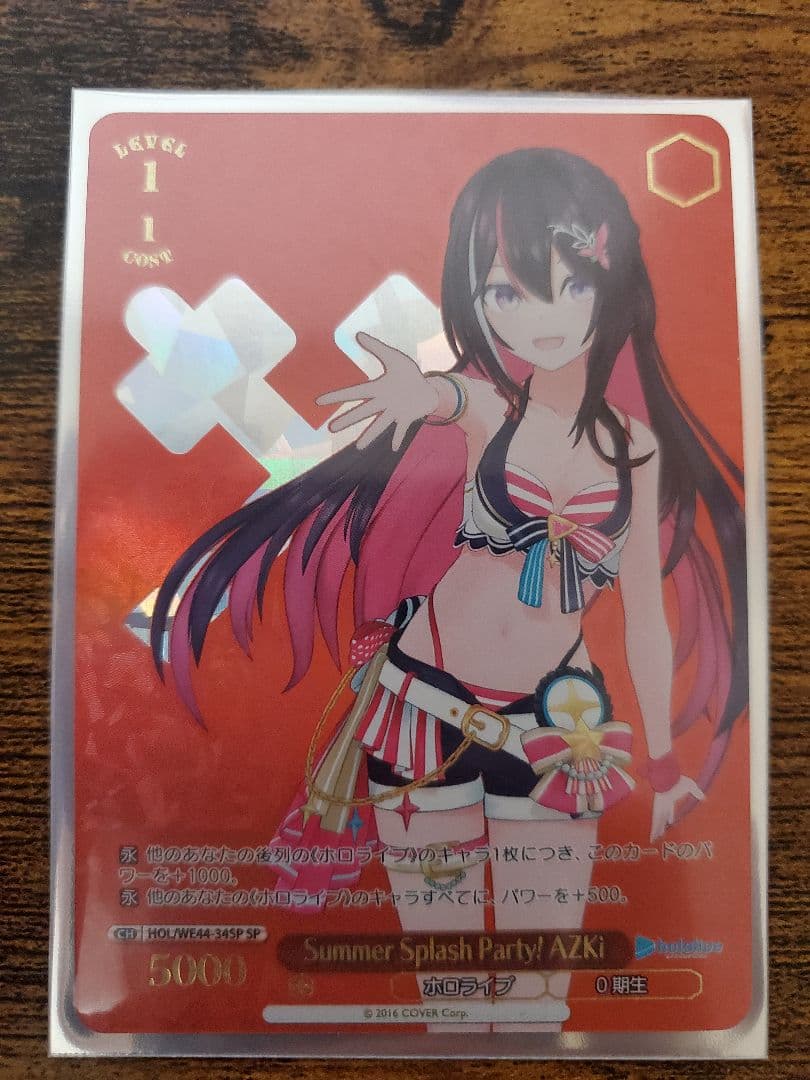 LEVEL
1
1
COST
永 他のあなたの後列の《ホロライブ》のキャラ1枚につき、このカードのパ
ワーを＋1000。
永 他のあなたの《ホロライブ》のキャラすべてに、パワーを＋500。
CH HOL/WE44-34SP SP
Summer Splash Party! AZKi
hololive
5000
ホロライブ
0期生
© 2016 COVER Corp.